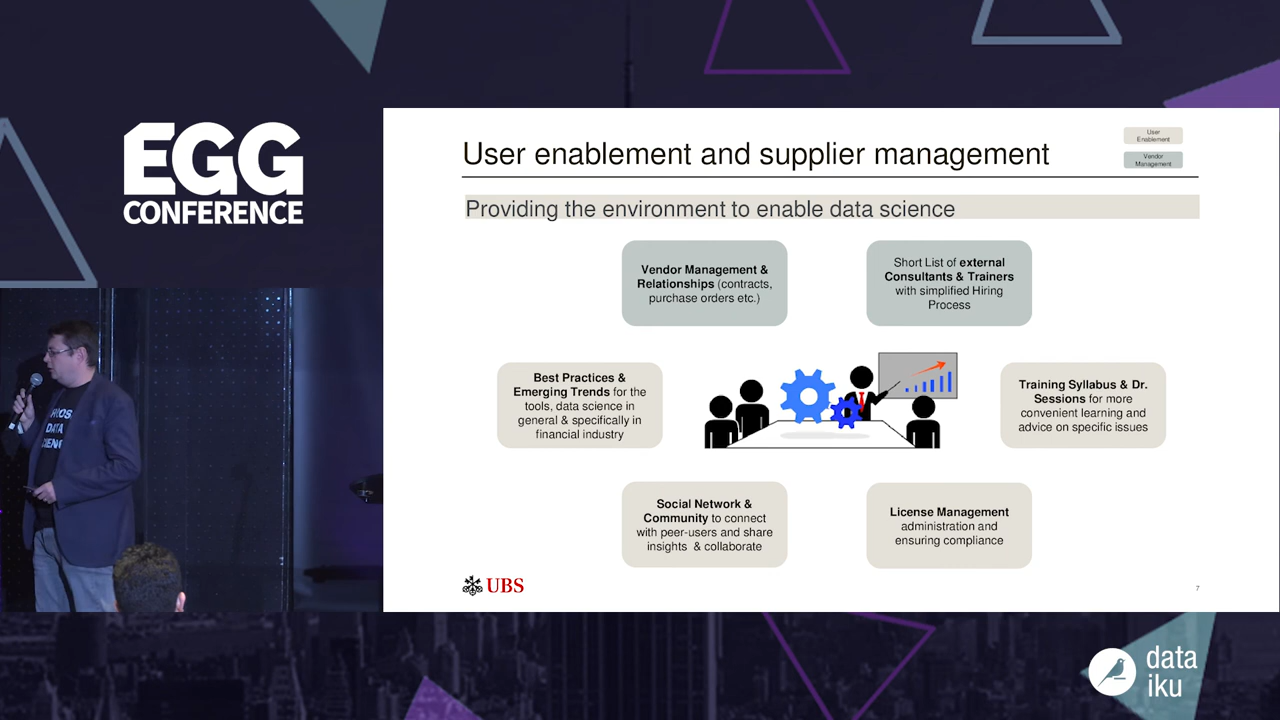 EGG
CONFERENCE
User enablement and supplier management
User
Enablement
Vendor
Management
Providing the environment to enable data science
Vendor Management &
Relationships (contracts,
purchase orders etc.)
Short List of external
Consultants & Trainers
with simplified Hiring
Process
Best Practices &
Emerging Trends for the
tools, data science in
general & specifically in
financial industry
Training Syllabus & Dr.
Sessions for more
convenient learning and
advice on specific issues
Social Network &
Community to connect
with peer-users and share
insights & collaborate
License Management
administration and
ensuring compliance
UBS
7
DATA
data
iku